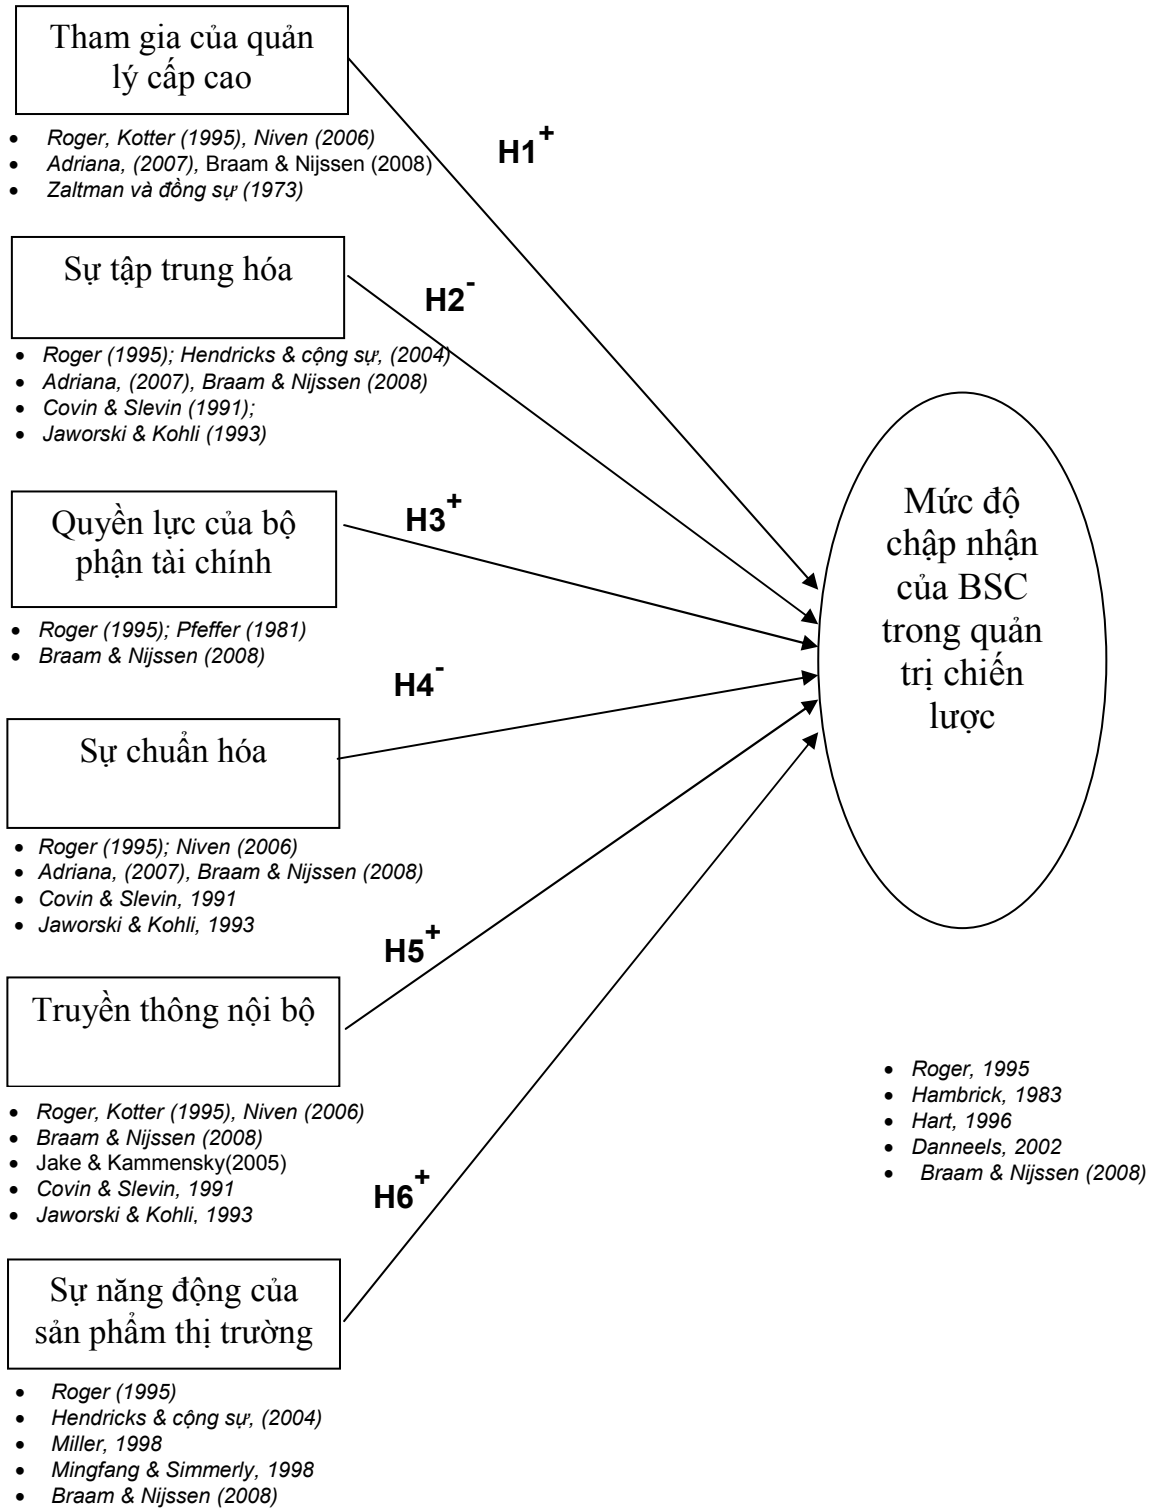 Tham gia của quản
lý cấp cao
• Roger, Kotter (1995), Niven (2006)
• Adriana, (2007), Braam & Nijssen (2008)
• Zaltman và đồng sự (1973)
H1+
Sự tập trung hóa
H2-
• Roger (1995); Hendricks & cộng sự, (2004)
• Adriana, (2007), Braam & Nijssen (2008)
• Covin & Slevin (1991);
• Jaworski & Kohli (1993)
Quyền lực của bộ
phận tài chính
H3+
• Roger (1995); Pfeffer (1981)
• Braam & Nijssen (2008)
H4-
Sự chuẩn hóa
• Roger (1995); Niven (2006)
• Adriana, (2007), Braam & Nijssen (2008)
• Covin & Slevin, 1991
• Jaworski & Kohli, 1993
H5+
Truyền thông nội bộ
• Roger, Kotter (1995), Niven (2006)
• Braam & Nijssen (2008)
• Jake & Kammensky(2005)
• Covin & Slevin, 1991
• Jaworski & Kohli, 1993
H6+
Sự năng động của
sản phẩm thị trường
• Roger (1995)
• Hendricks & cộng sự, (2004)
• Miller, 1998
• Mingfang & Simmerly, 1998
• Braam & Nijssen (2008)
Mức độ
chập nhận
của BSC
trong quản
trị chiến
lược
• Roger, 1995
• Hambrick, 1983
• Hart, 1996
• Danneels, 2002
• Braam & Nijssen (2008)